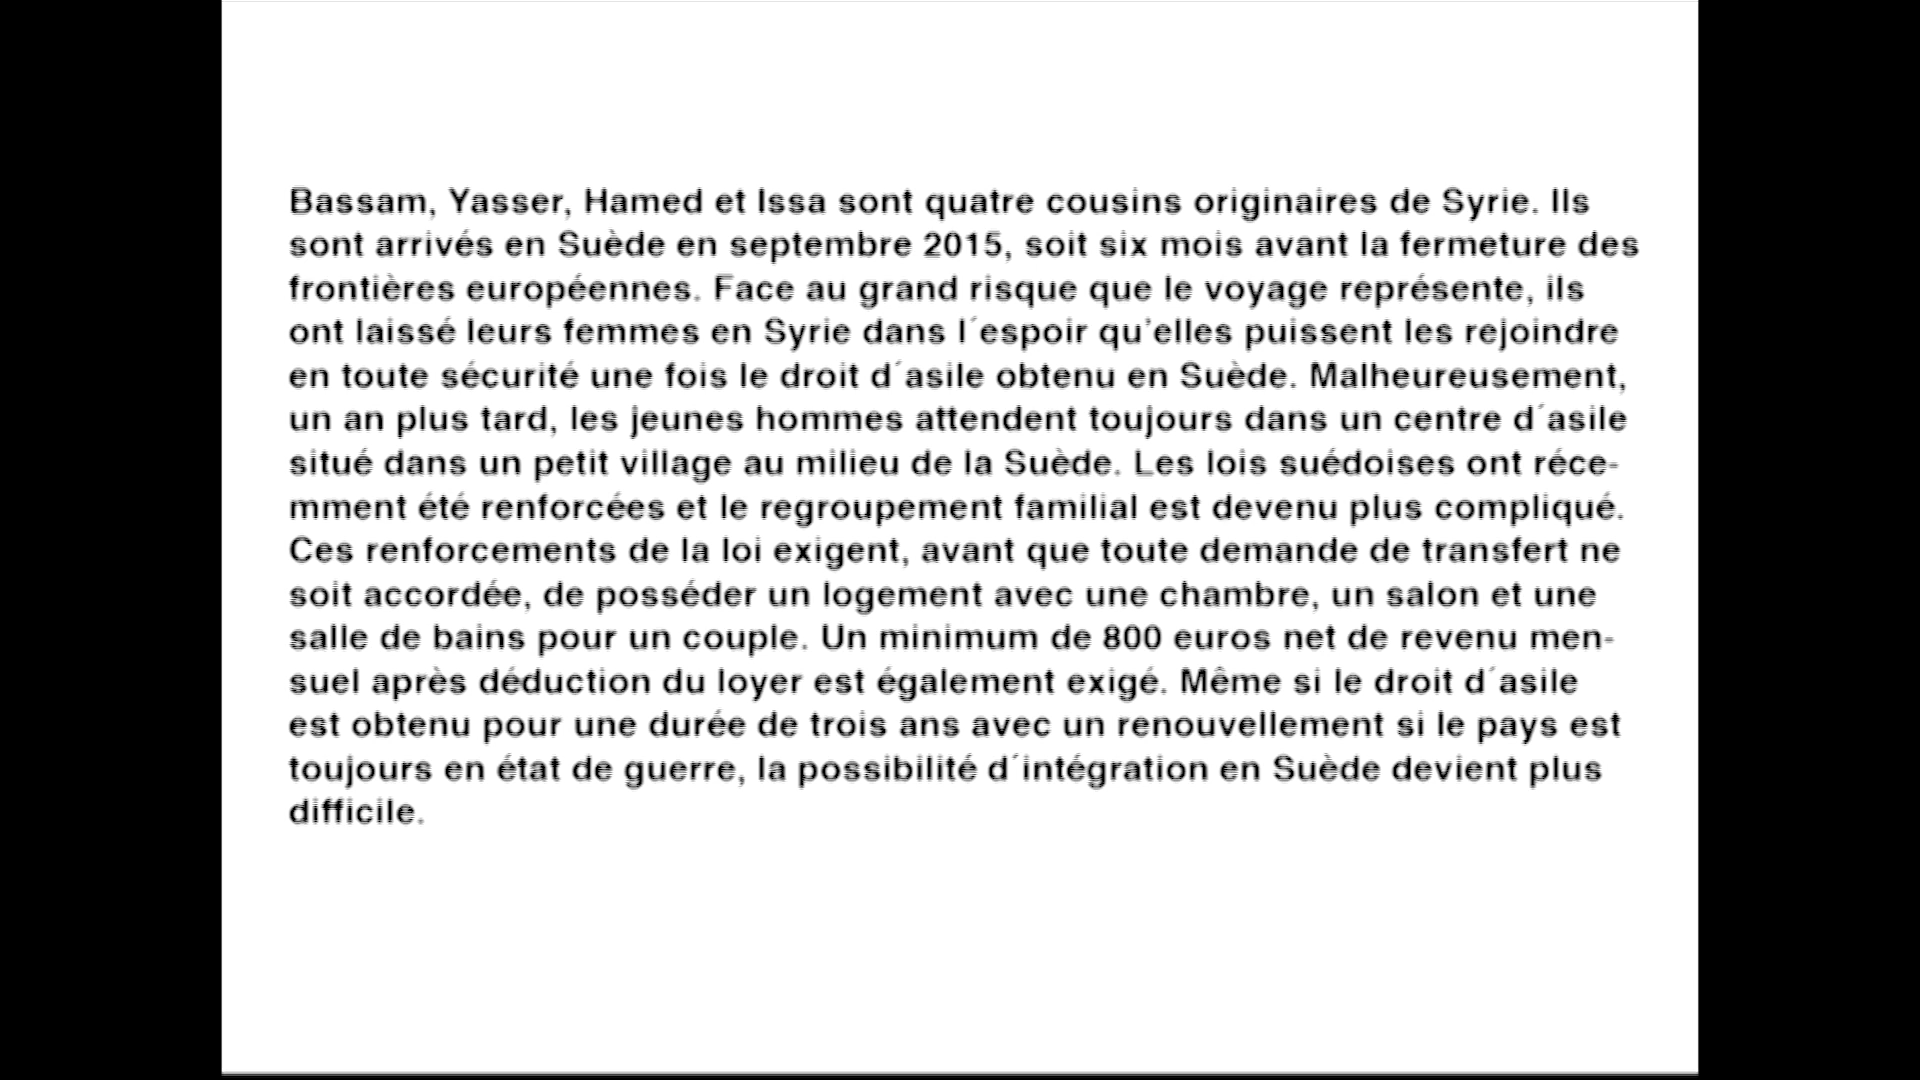 Bassam, Yasser, Hamed et Issa sont quatre cousins originaires de Syrie. Ils
sont arrivés en Suède en septembre 2015, soit six mois avant la fermeture des
frontières européennes. Face au grand risque que le voyage représente, ils
ont laissé leurs femmes en Syrie dans l´espoir qu’elles puissent les rejoindre
en toute sécurité une fois le droit d´asile obtenu en Suède. Malheureusement,
un an plus tard, les jeunes hommes attendent toujours dans un centre d´asile
situé dans un petit village au milieu de la Suède. Les lois suédoises ont réce-
mment été renforcées et le regroupement familial est devenu plus compliqué.
Ces renforcements de la loi exigent, avant que toute demande de transfert ne
soit accordée, de posséder un logement avec une chambre, un salon et une
salle de bains pour un couple. Un minimum de 800 euros net de revenu men-
suel après déduction du loyer est également exigé. Même si le droit d´asile
est obtenu pour une durée de trois ans avec un renouvellement si le pays est
toujours en état de guerre, la possibilité d´intégration en Suède devient plus
difficile.